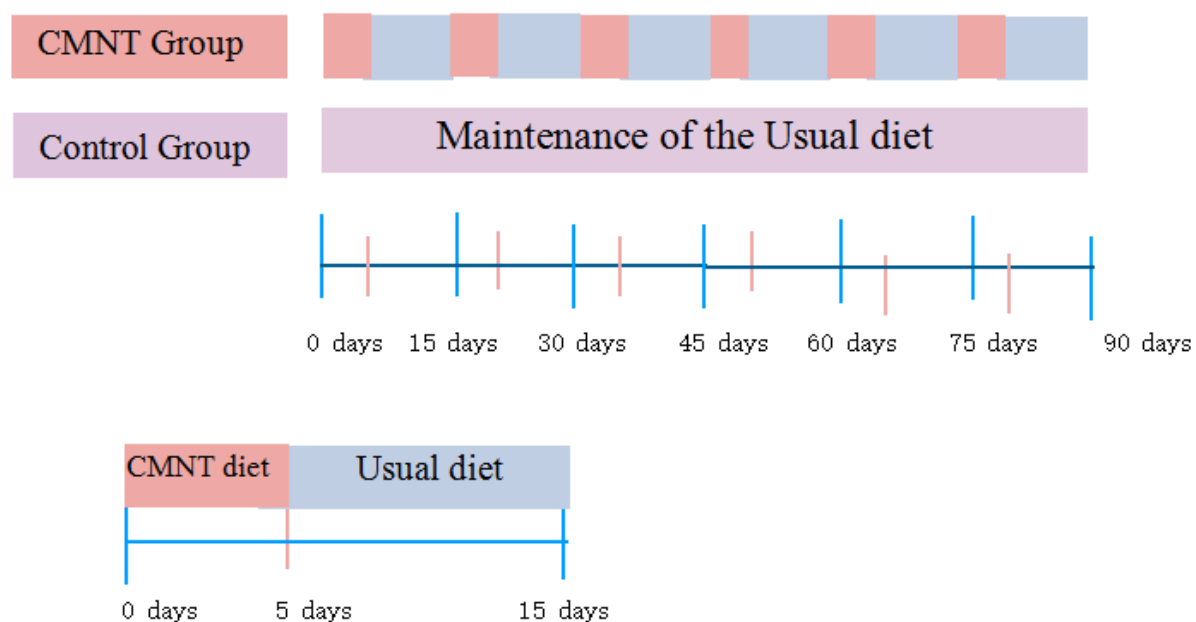 CMNT Group
Control Group
Maintenance of the Usual diet
0 days 15 days 30 days 45 days 60 days 75 days 90 days
CMNT diet Usual diet
0 days 5 days 15 days